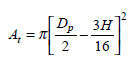 A_t = π[D_p/2 − 3H/16]^2